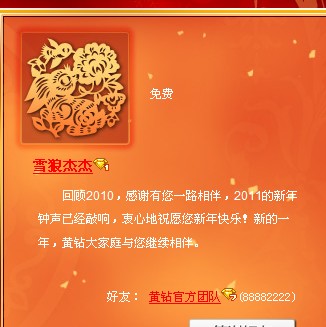 免费
雪狼杰杰
回顾2010，感谢有您一路相伴，2011的新年
钟声已经敲响，衷心地祝愿您新年快乐！新的一
年，黄钻大家庭与您继续相伴。
好友： 黄钻官方团队 (88882222)